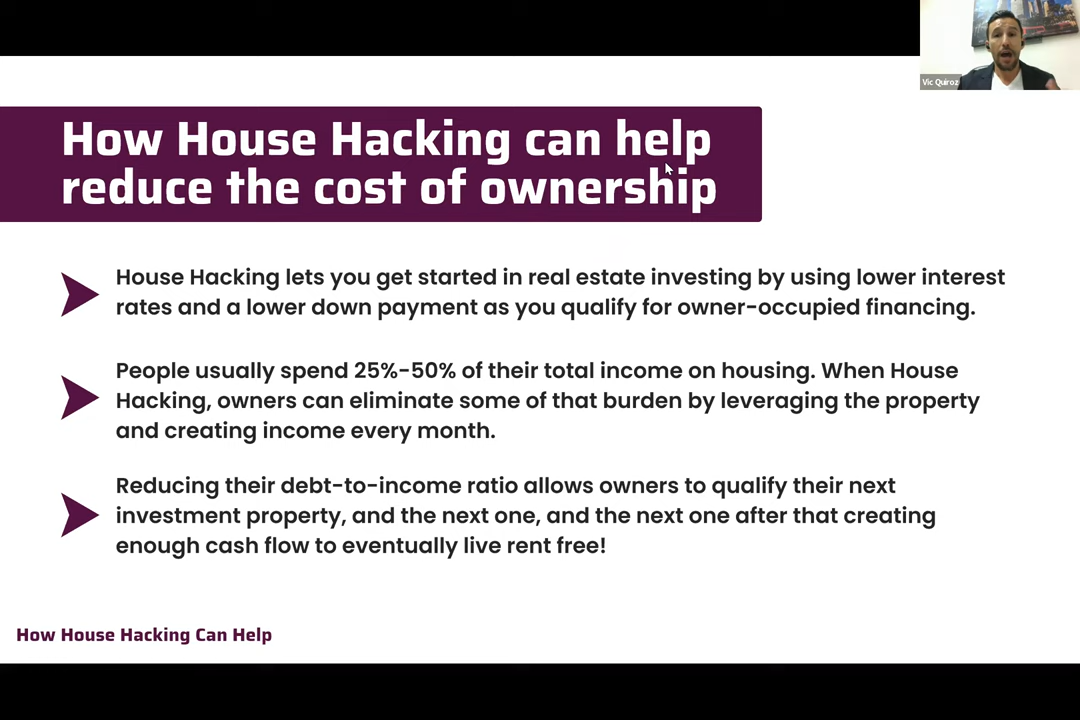 Vic Quiroz
How House Hacking can help
reduce the cost of ownership
House Hacking lets you get started in real estate investing by using lower interest
rates and a lower down payment as you qualify for owner-occupied financing.
People usually spend 25%-50% of their total income on housing. When House
Hacking, owners can eliminate some of that burden by leveraging the property
and creating income every month.
Reducing their debt-to-income ratio allows owners to qualify their next
investment property, and the next one, and the next one after that creating
enough cash flow to eventually live rent free!
How House Hacking Can Help